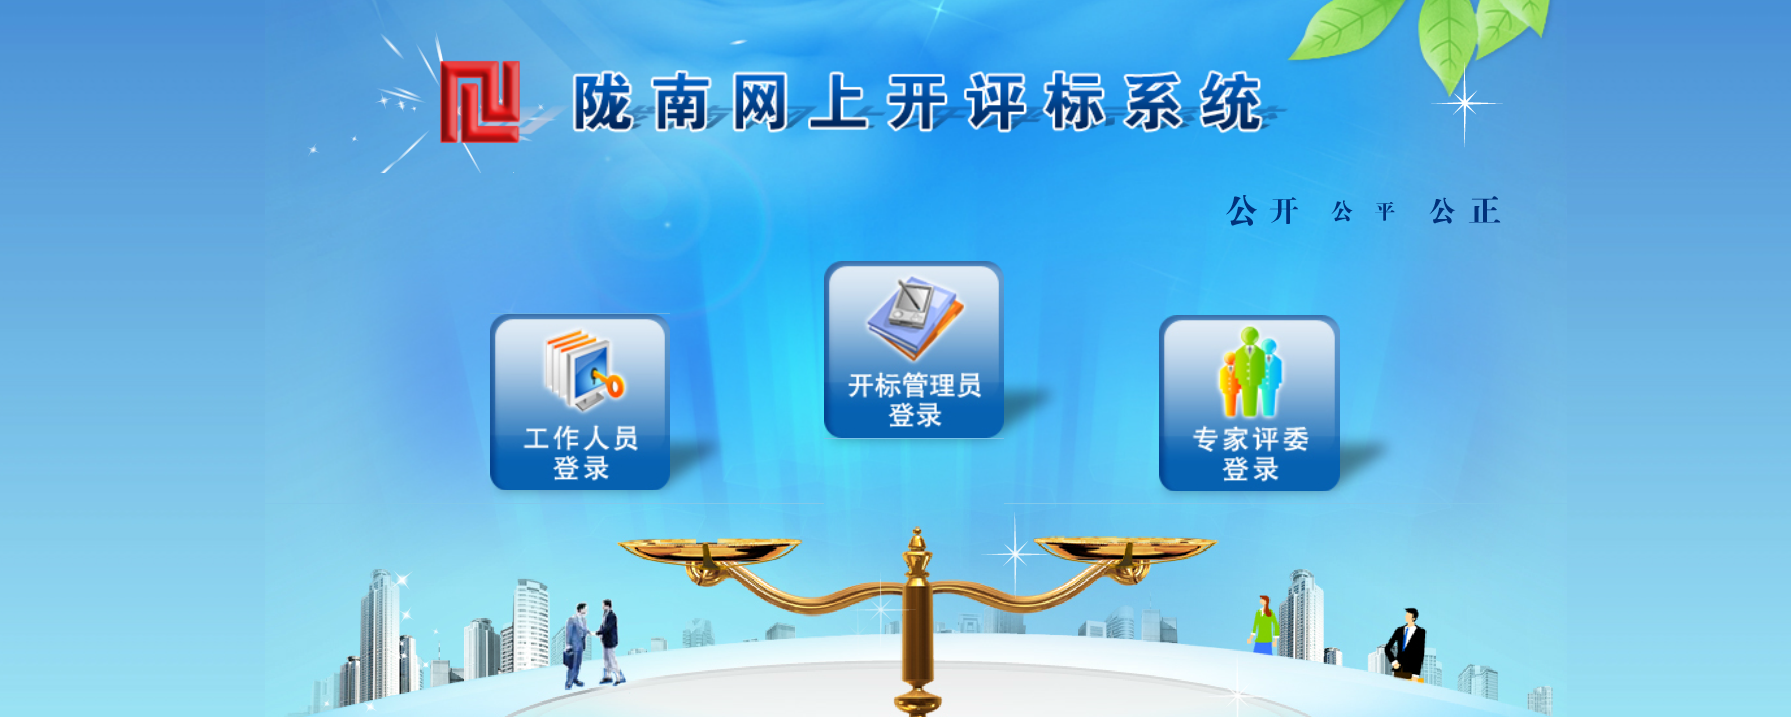 陇南网上开评标系统
公开 公平 公正
开标管理员
登录
工作人员
登录
专家评委
登录